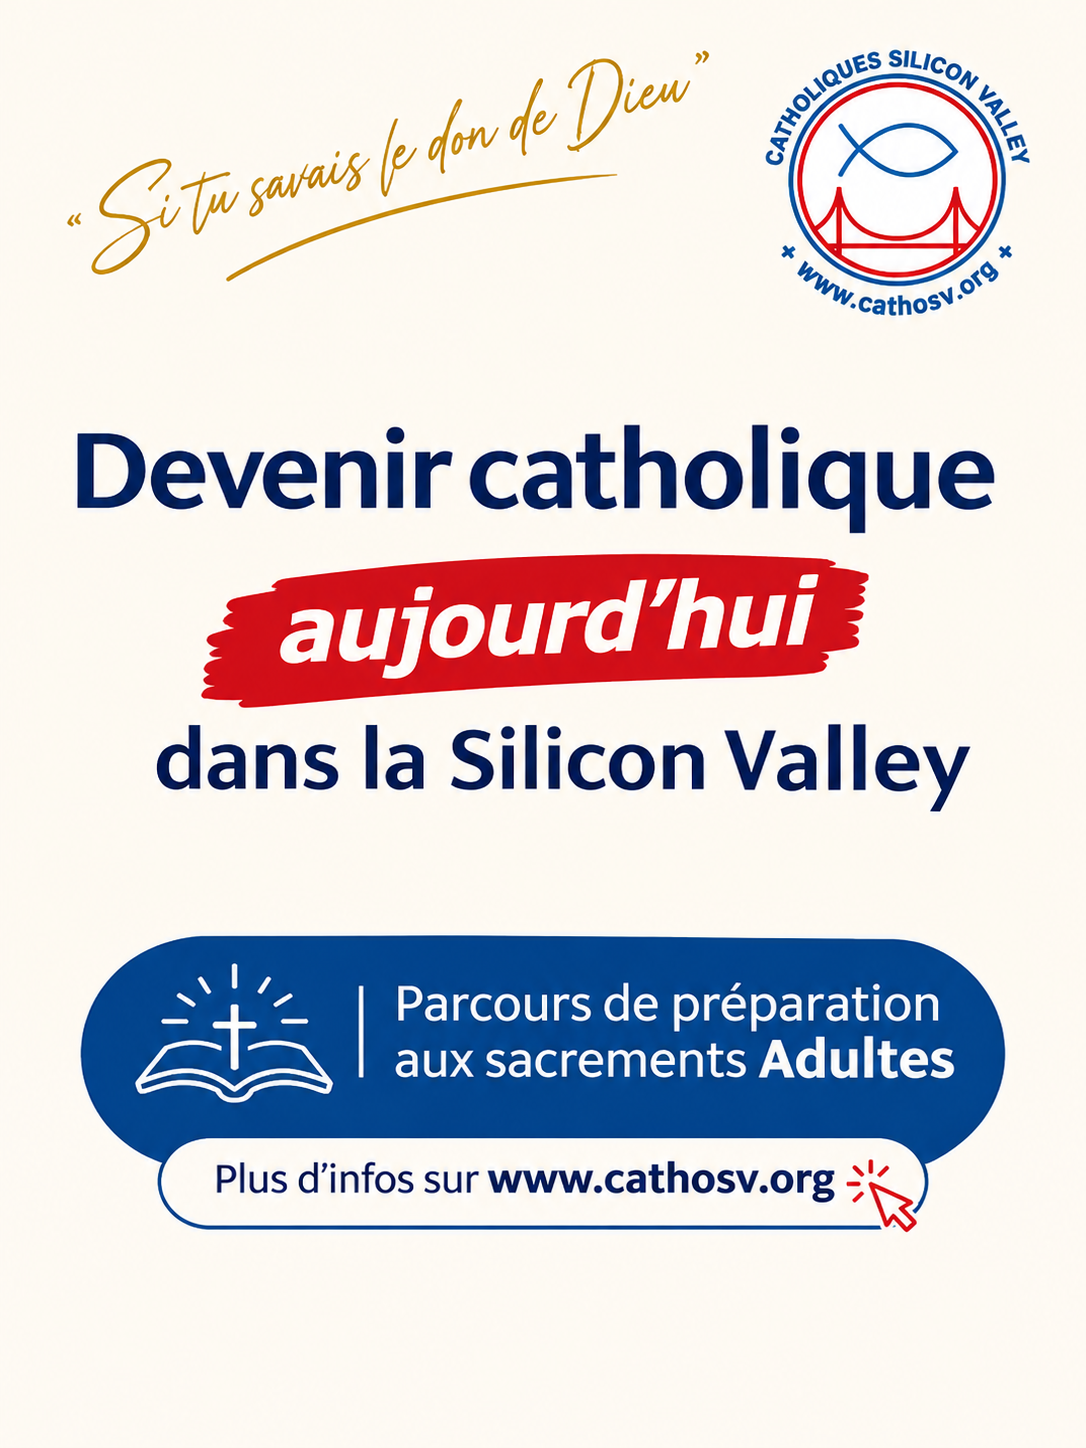 “ Si tu savais le don de Dieu ”
CATHOLIQUES SILICON VALLEY
+ www.cathosv.org +
Devenir catholique
aujourd’hui
dans la Silicon Valley
Parcours de préparation
aux sacrements Adultes
Plus d’infos sur www.cathosv.org